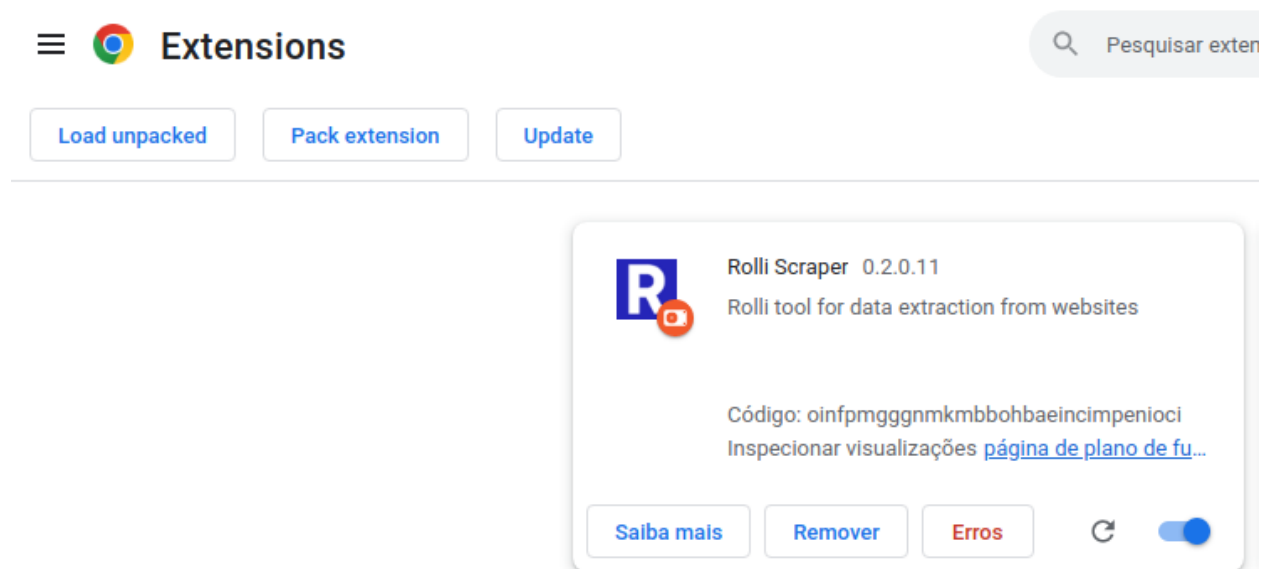 Extensions
Pesquisar exten
Load unpacked Pack extension Update
R
Rolli Scraper 0.2.0.11
Rolli tool for data extraction from websites
Código: oinfpmgggnmkmbbohbaeincimpenioci
Inspecionar visualizações página de plano de fu...
Saiba mais Remover Erros